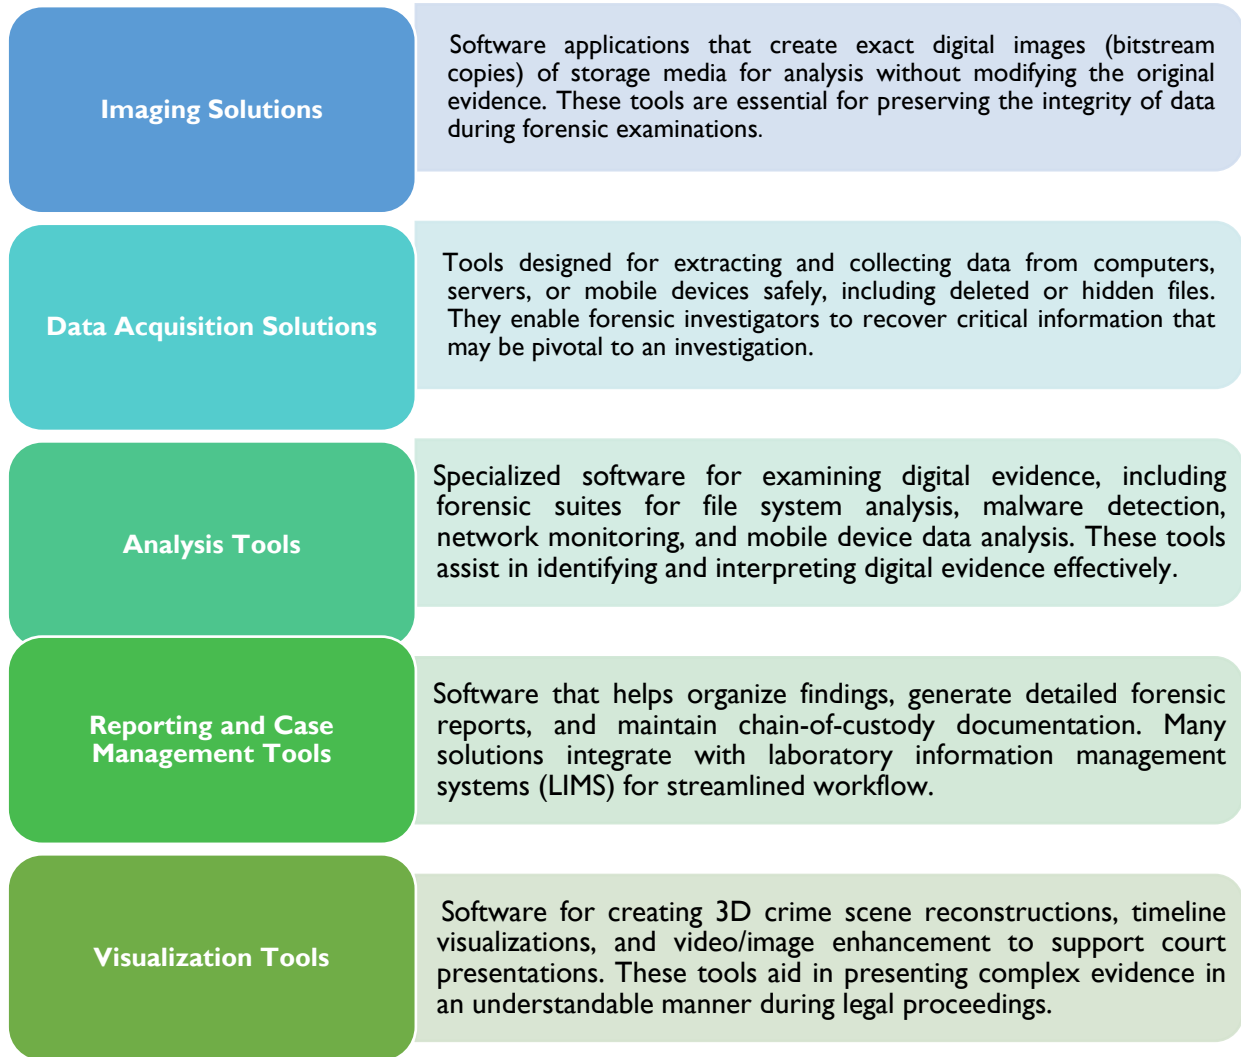 Imaging Solutions
Software applications that create exact digital images (bitstream
copies) of storage media for analysis without modifying the original
evidence. These tools are essential for preserving the integrity of data
during forensic examinations.
Data Acquisition Solutions
Tools designed for extracting and collecting data from computers,
servers, or mobile devices safely, including deleted or hidden files.
They enable forensic investigators to recover critical information that
may be pivotal to an investigation.
Analysis Tools
Specialized software for examining digital evidence, including
forensic suites for file system analysis, malware detection,
network monitoring, and mobile device data analysis. These tools
assist in identifying and interpreting digital evidence effectively.
Reporting and Case
Management Tools
Software that helps organize findings, generate detailed forensic
reports, and maintain chain-of-custody documentation. Many
solutions integrate with laboratory information management
systems (LIMS) for streamlined workflow.
Visualization Tools
Software for creating 3D crime scene reconstructions, timeline
visualizations, and video/image enhancement to support court
presentations. These tools aid in presenting complex evidence in
an understandable manner during legal proceedings.